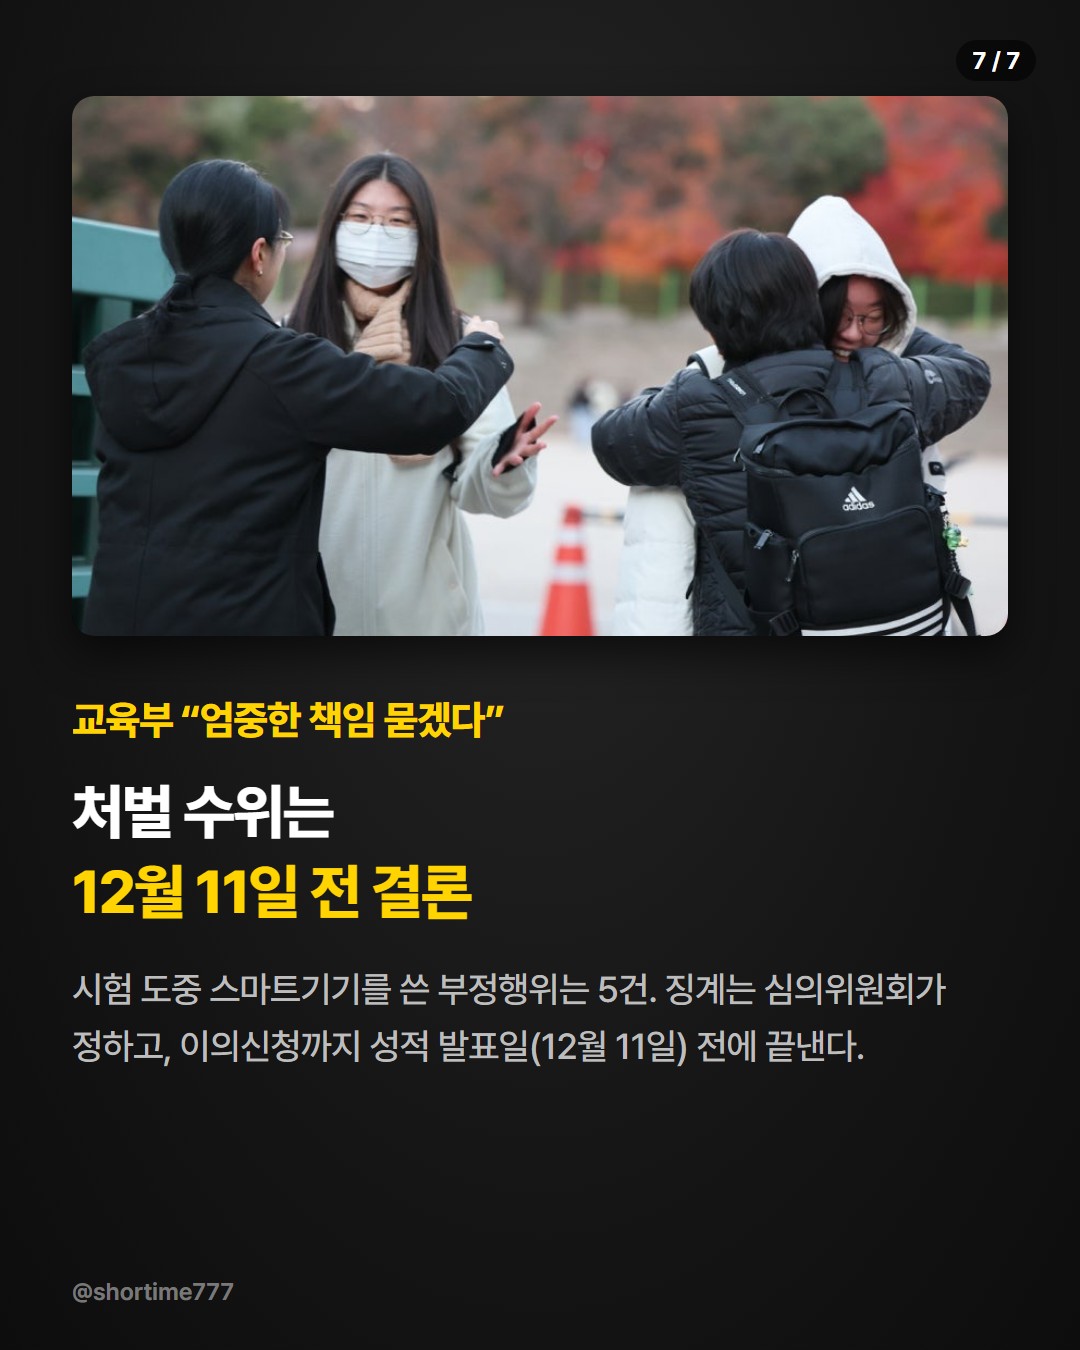 7 / 7
adidas
교육부 “엄중한 책임 묻겠다”
처벌 수위는
12월 11일 전 결론
시험 도중 스마트기기를 쓴 부정행위는 5건. 징계는 심의위원회가
정하고, 이의신청까지 성적 발표일(12월 11일) 전에 끝낸다.
@shortime777